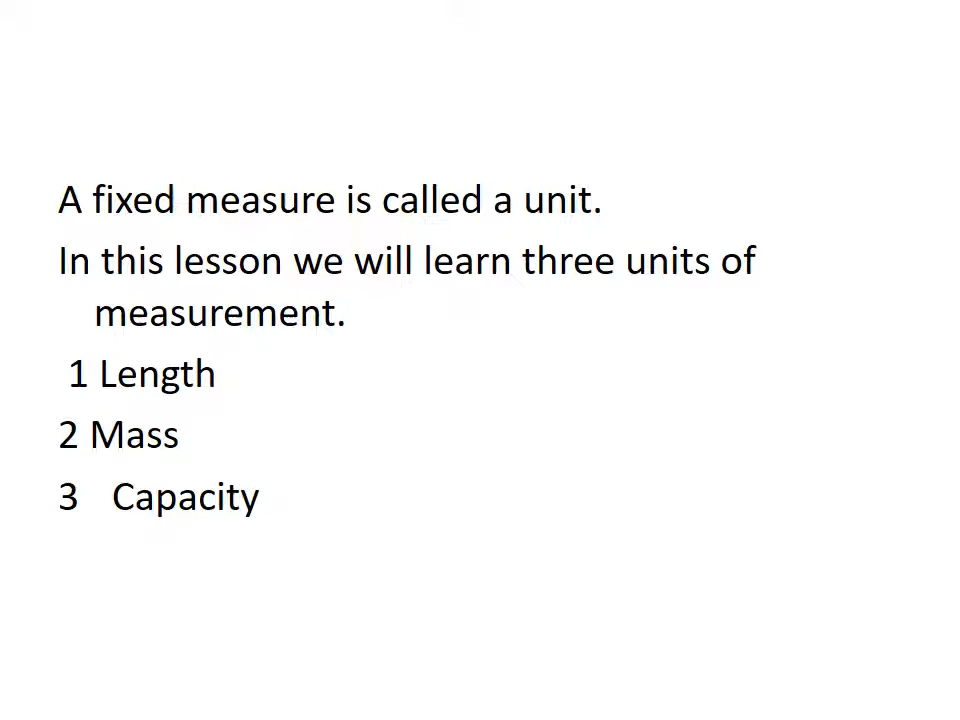 A fixed measure is called a unit.
In this lesson we will learn three units of
measurement.
1 Length
2 Mass
3 Capacity